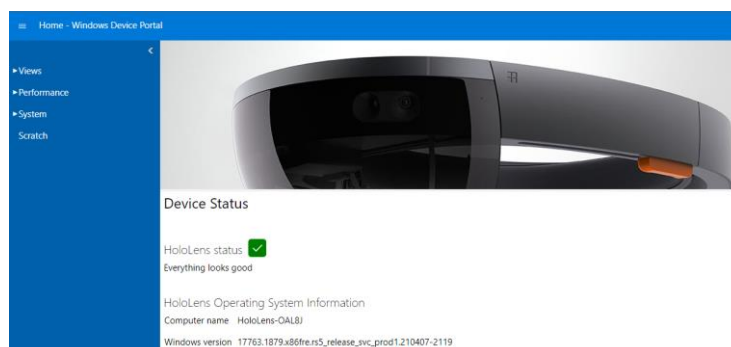 Home - Windows Device Portal
Views
Performance
System
Scratch
Device Status
HoloLens status
Everything looks good
HoloLens Operating System Information
Computer name HoloLens-OAL8J
Windows version 17763.1879.x86fre.rs5_release_svc_prod1.210407-2119